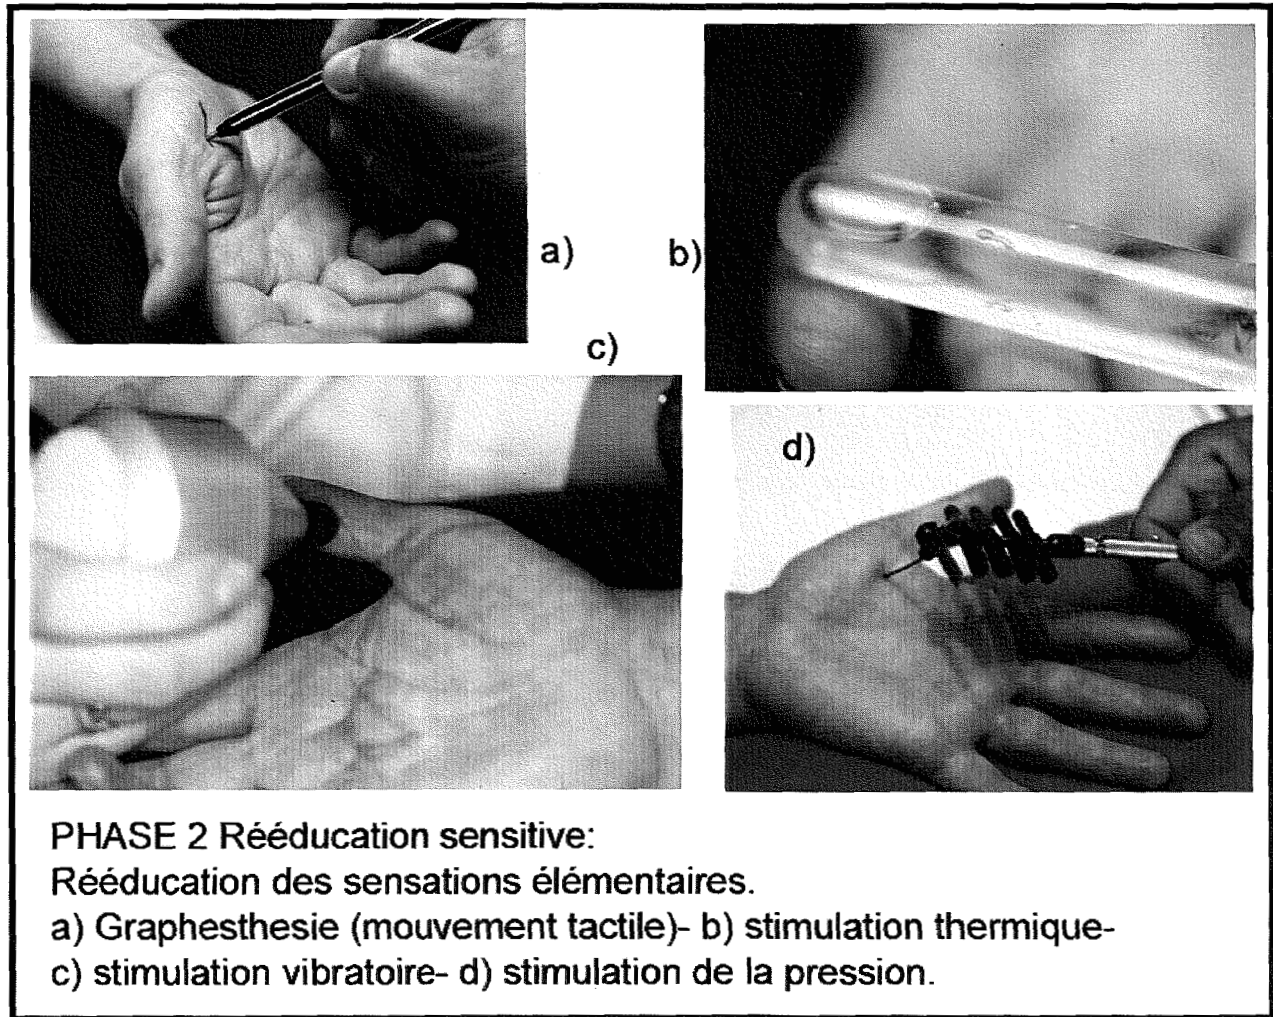 a)
b)
c)
d)
PHASE 2 Rééducation sensitive:
Rééducation des sensations élémentaires.
a) Graphesthesie (mouvement tactile)- b) stimulation thermique-
c) stimulation vibratoire- d) stimulation de la pression.